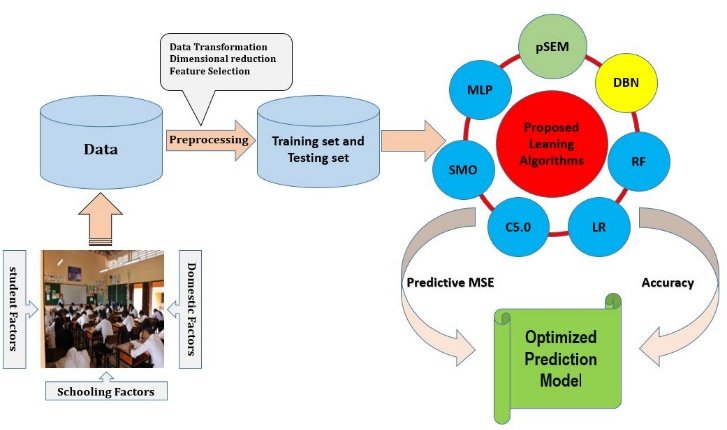 Data Transformation
Dimensional reduction
Feature Selection
Data
Preprocessing
Training set and
Testing set
pSEM
DBN
MLP
Proposed
Leaning
Algorithms
RF
SMO
C5.0
LR
Predictive MSE
Accuracy
Optimized
Prediction
Model
student Factors
Domestic Factors
Schooling Factors